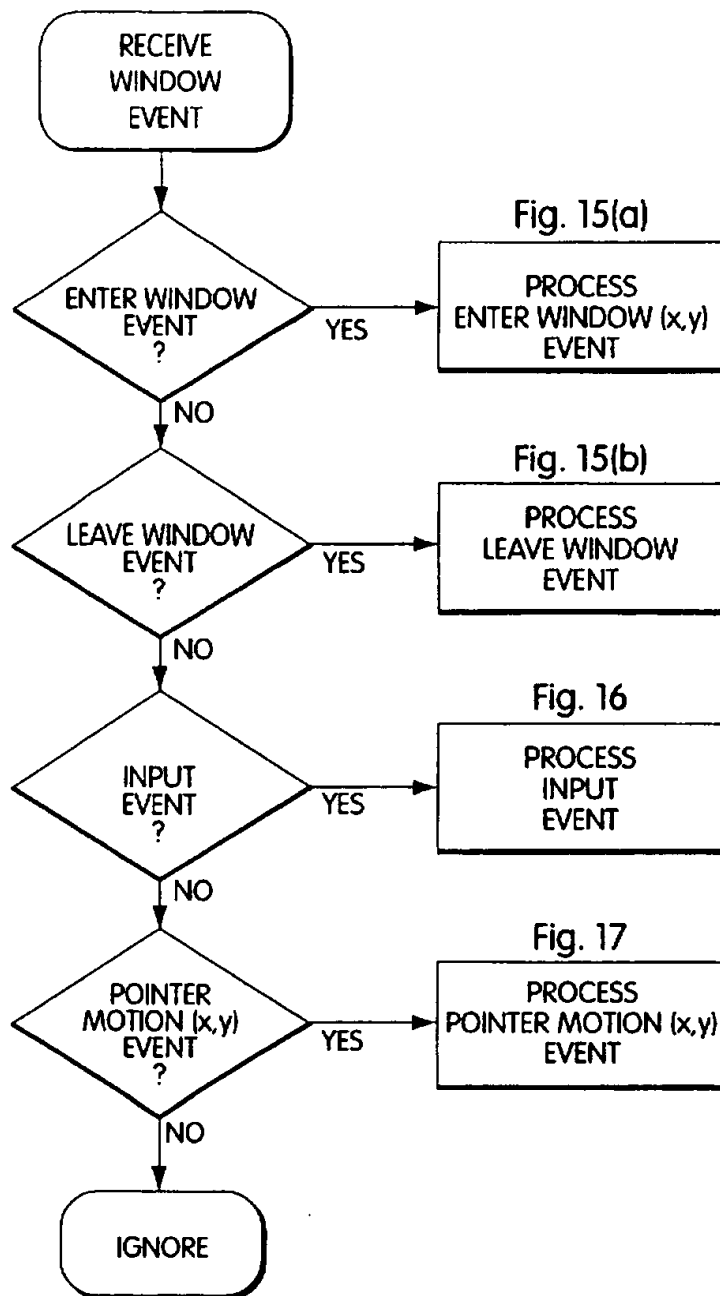 RECEIVE
WINDOW
EVENT
Fig. 15(a)
ENTER WINDOW
EVENT
?
YES
PROCESS
ENTER WINDOW (x,y)
EVENT
NO
Fig. 15(b)
LEAVE WINDOW
EVENT
?
YES
PROCESS
LEAVE WINDOW
EVENT
NO
Fig. 16
INPUT
EVENT
?
YES
PROCESS
INPUT
EVENT
NO
Fig. 17
POINTER
MOTION (x,y)
EVENT
?
YES
PROCESS
POINTER MOTION (x,y)
EVENT
NO
IGNORE